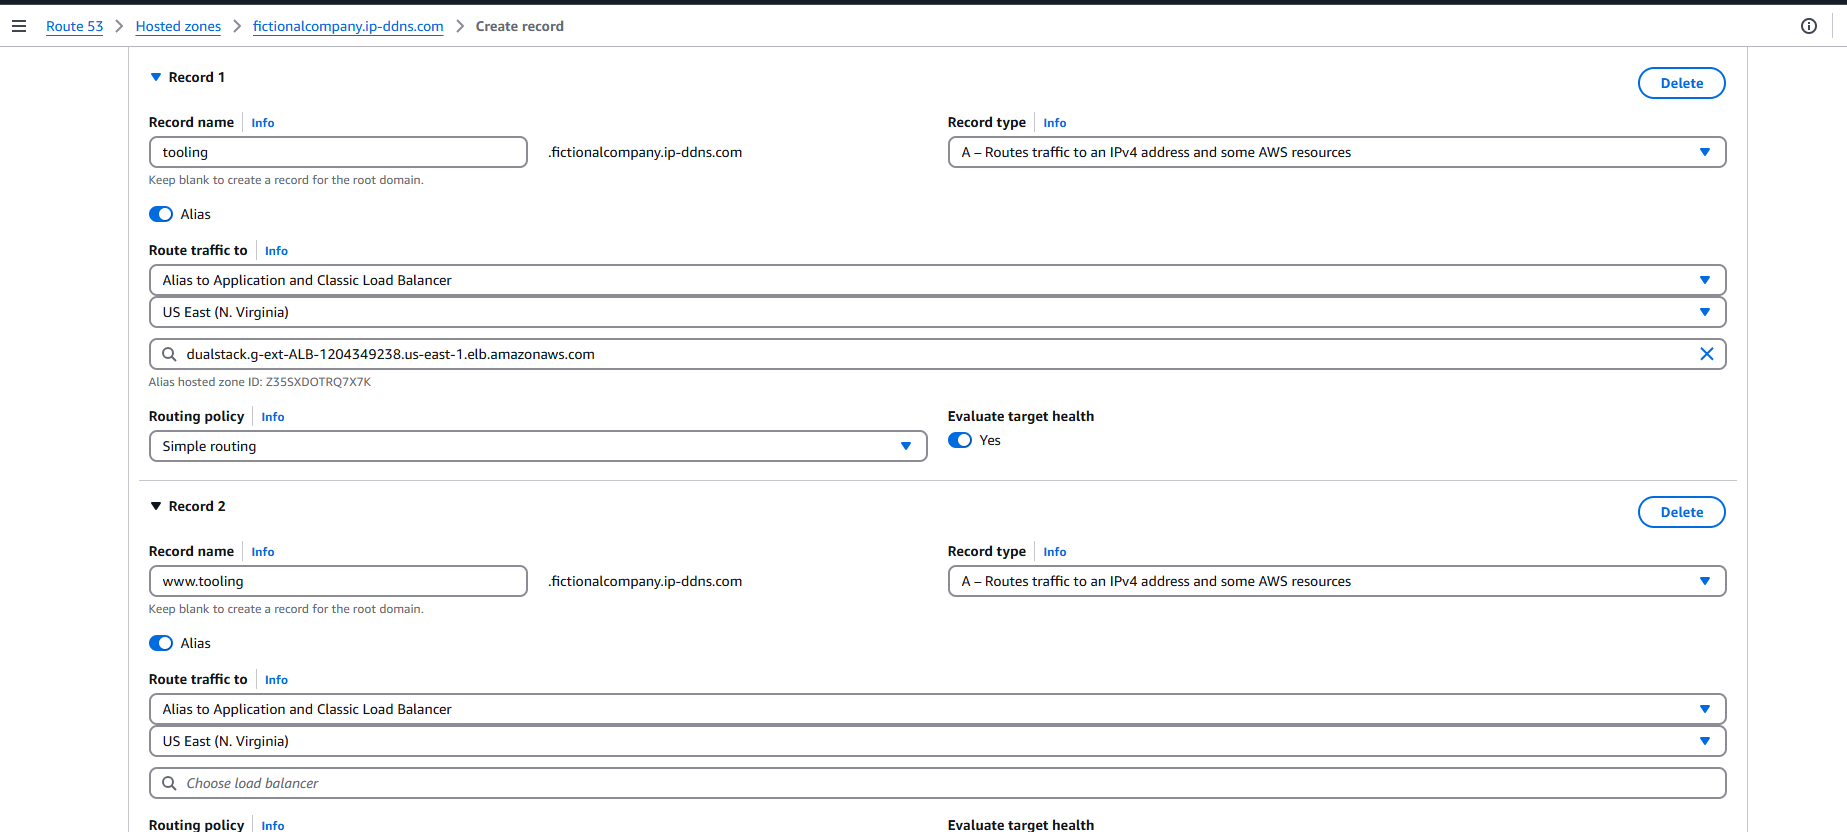 Route 53 Hosted zones fictionalcompany.ip-ddns.com Create record
Record 1
Delete
Record name Info
Record type Info
tooling .fictionalcompany.ip-ddns.com
A – Routes traffic to an IPv4 address and some AWS resources
Keep blank to create a record for the root domain.
Alias
Route traffic to Info
Alias to Application and Classic Load Balancer
US East (N. Virginia)
dualstack.g-ext-ALB-1204349238.us-east-1.elb.amazonaws.com
Alias hosted zone ID: Z35SXDOTRQ7X7K
Routing policy Info
Evaluate target health
Simple routing
Yes
Record 2
Delete
Record name Info
Record type Info
www.tooling .fictionalcompany.ip-ddns.com
A – Routes traffic to an IPv4 address and some AWS resources
Keep blank to create a record for the root domain.
Alias
Route traffic to Info
Alias to Application and Classic Load Balancer
US East (N. Virginia)
Choose load balancer
Routing policy Info
Evaluate target health